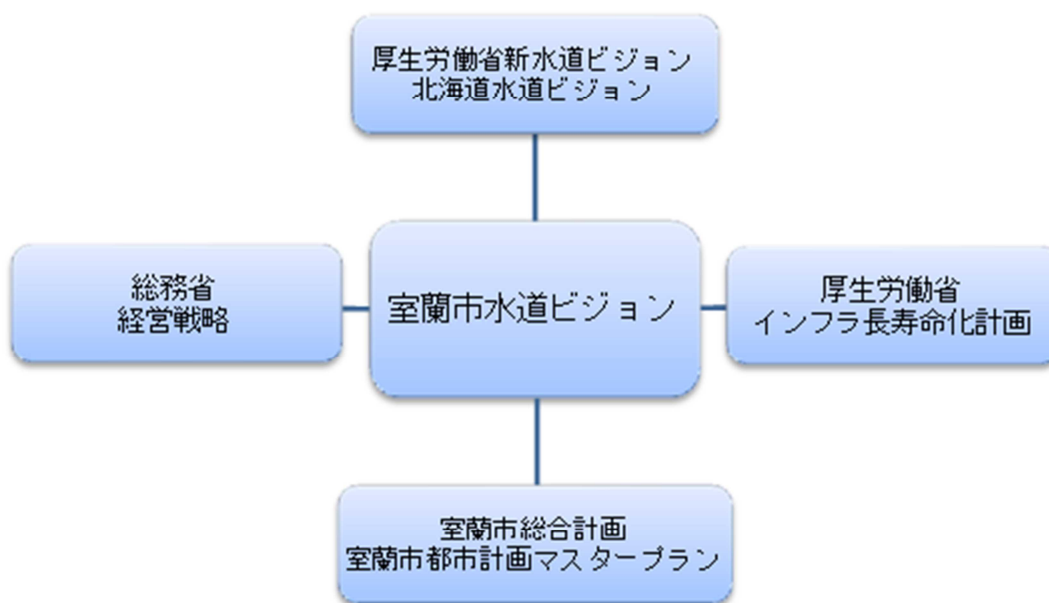 厚生労働省新水道ビジョン
北海道水道ビジョン
総務省
経営戦略
室蘭市水道ビジョン
厚生労働省
インフラ長寿命化計画
室蘭市総合計画
室蘭市都市計画マスタープラン